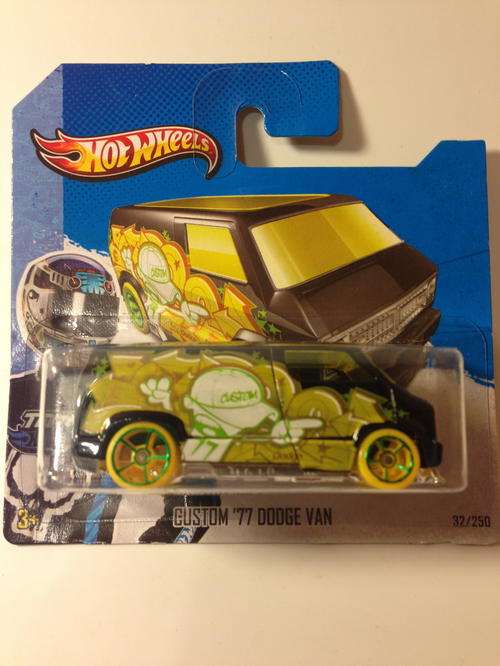 HOT WHEELS
CUSTOM
CUSTOM
77
3+
CUSTOM '77 DODGE VAN
32/250